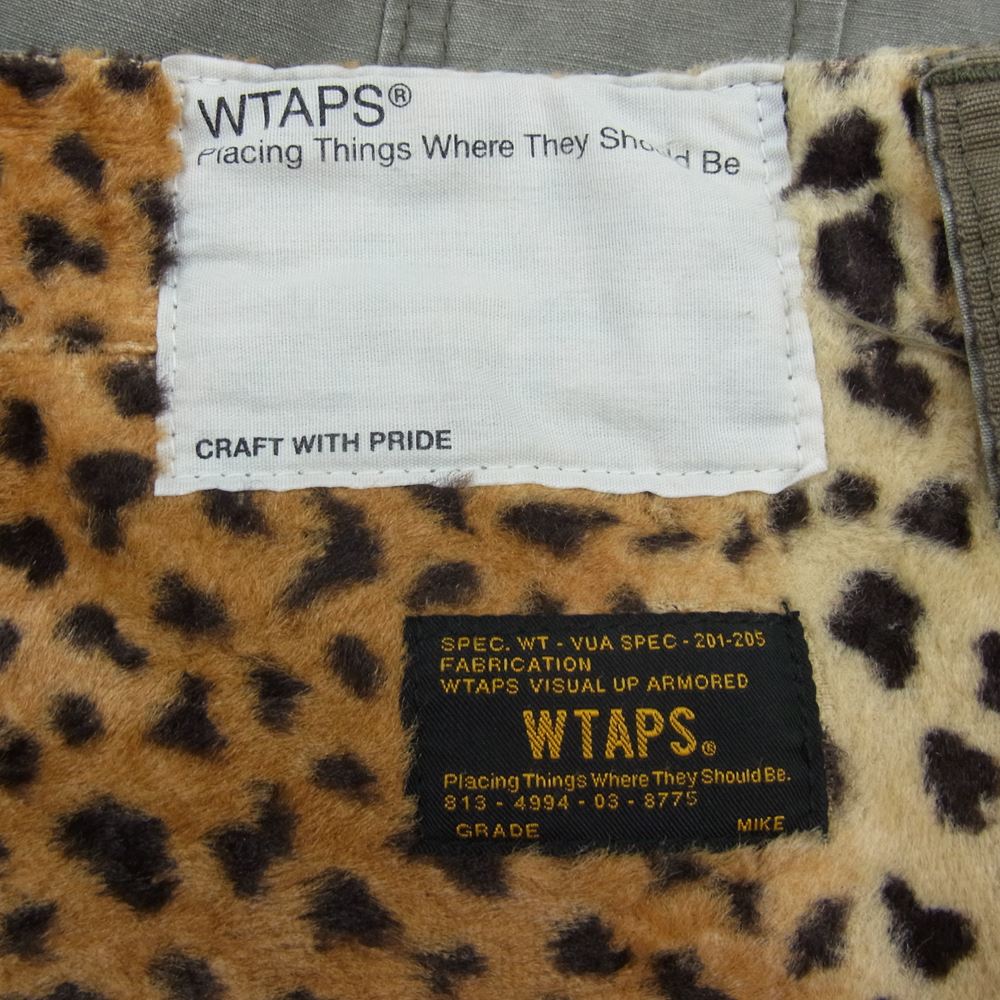 WTAPS®
Placing Things Where They Should Be
CRAFT WITH PRIDE
SPEC. WT - VUA SPEC - 201-205
FABRICATION
WTAPS VISUAL UP ARMORED
WTAPS.®
Placing Things Where They Should Be.
813 - 4994 - 03 - 8775
GRADE MIKE